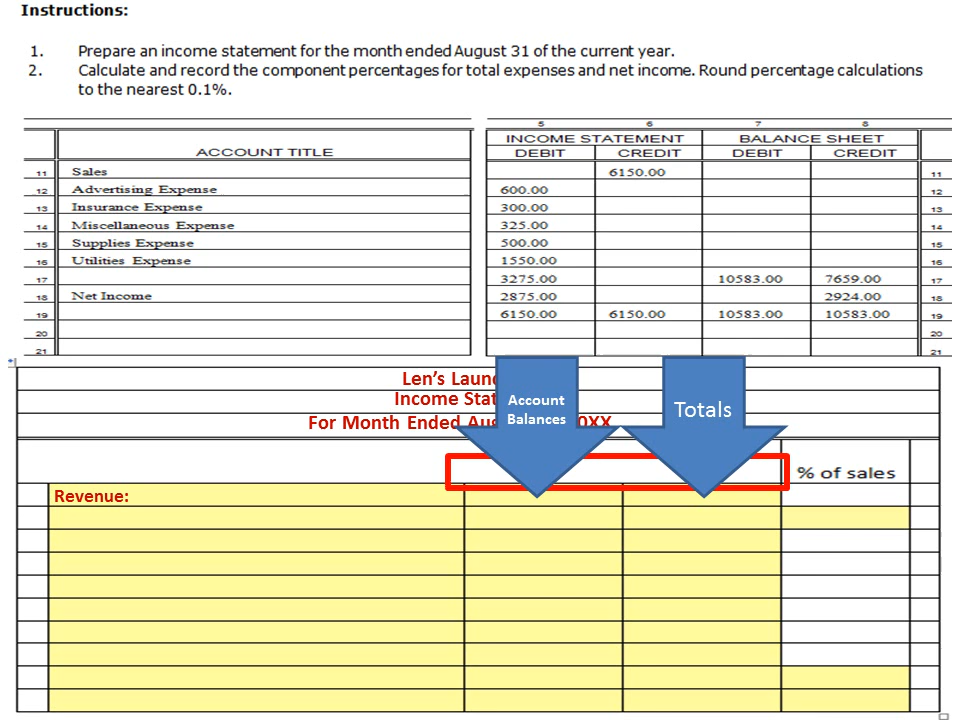 Instructions:
1. Prepare an income statement for the month ended August 31 of the current year.
2. Calculate and record the component percentages for total expenses and net income. Round percentage calculations
to the nearest 0.1%.
5 6 7 8
INCOME STATEMENT BALANCE SHEET
ACCOUNT TITLE DEBIT CREDIT DEBIT CREDIT
11 Sales 6150.00 11
12 Advertising Expense 600.00 12
13 Insurance Expense 300.00 13
14 Miscellaneous Expense 325.00 14
15 Supplies Expense 500.00 15
16 Utilities Expense 1550.00 16
17 3275.00 10583.00 7659.00 17
18 Net Income 2875.00 2924.00 18
19 6150.00 6150.00 10583.00 10583.00 19
20 20
21 21
Len's
Income
For Month Ended
Account
Balances
Totals
% of sales
Revenue: